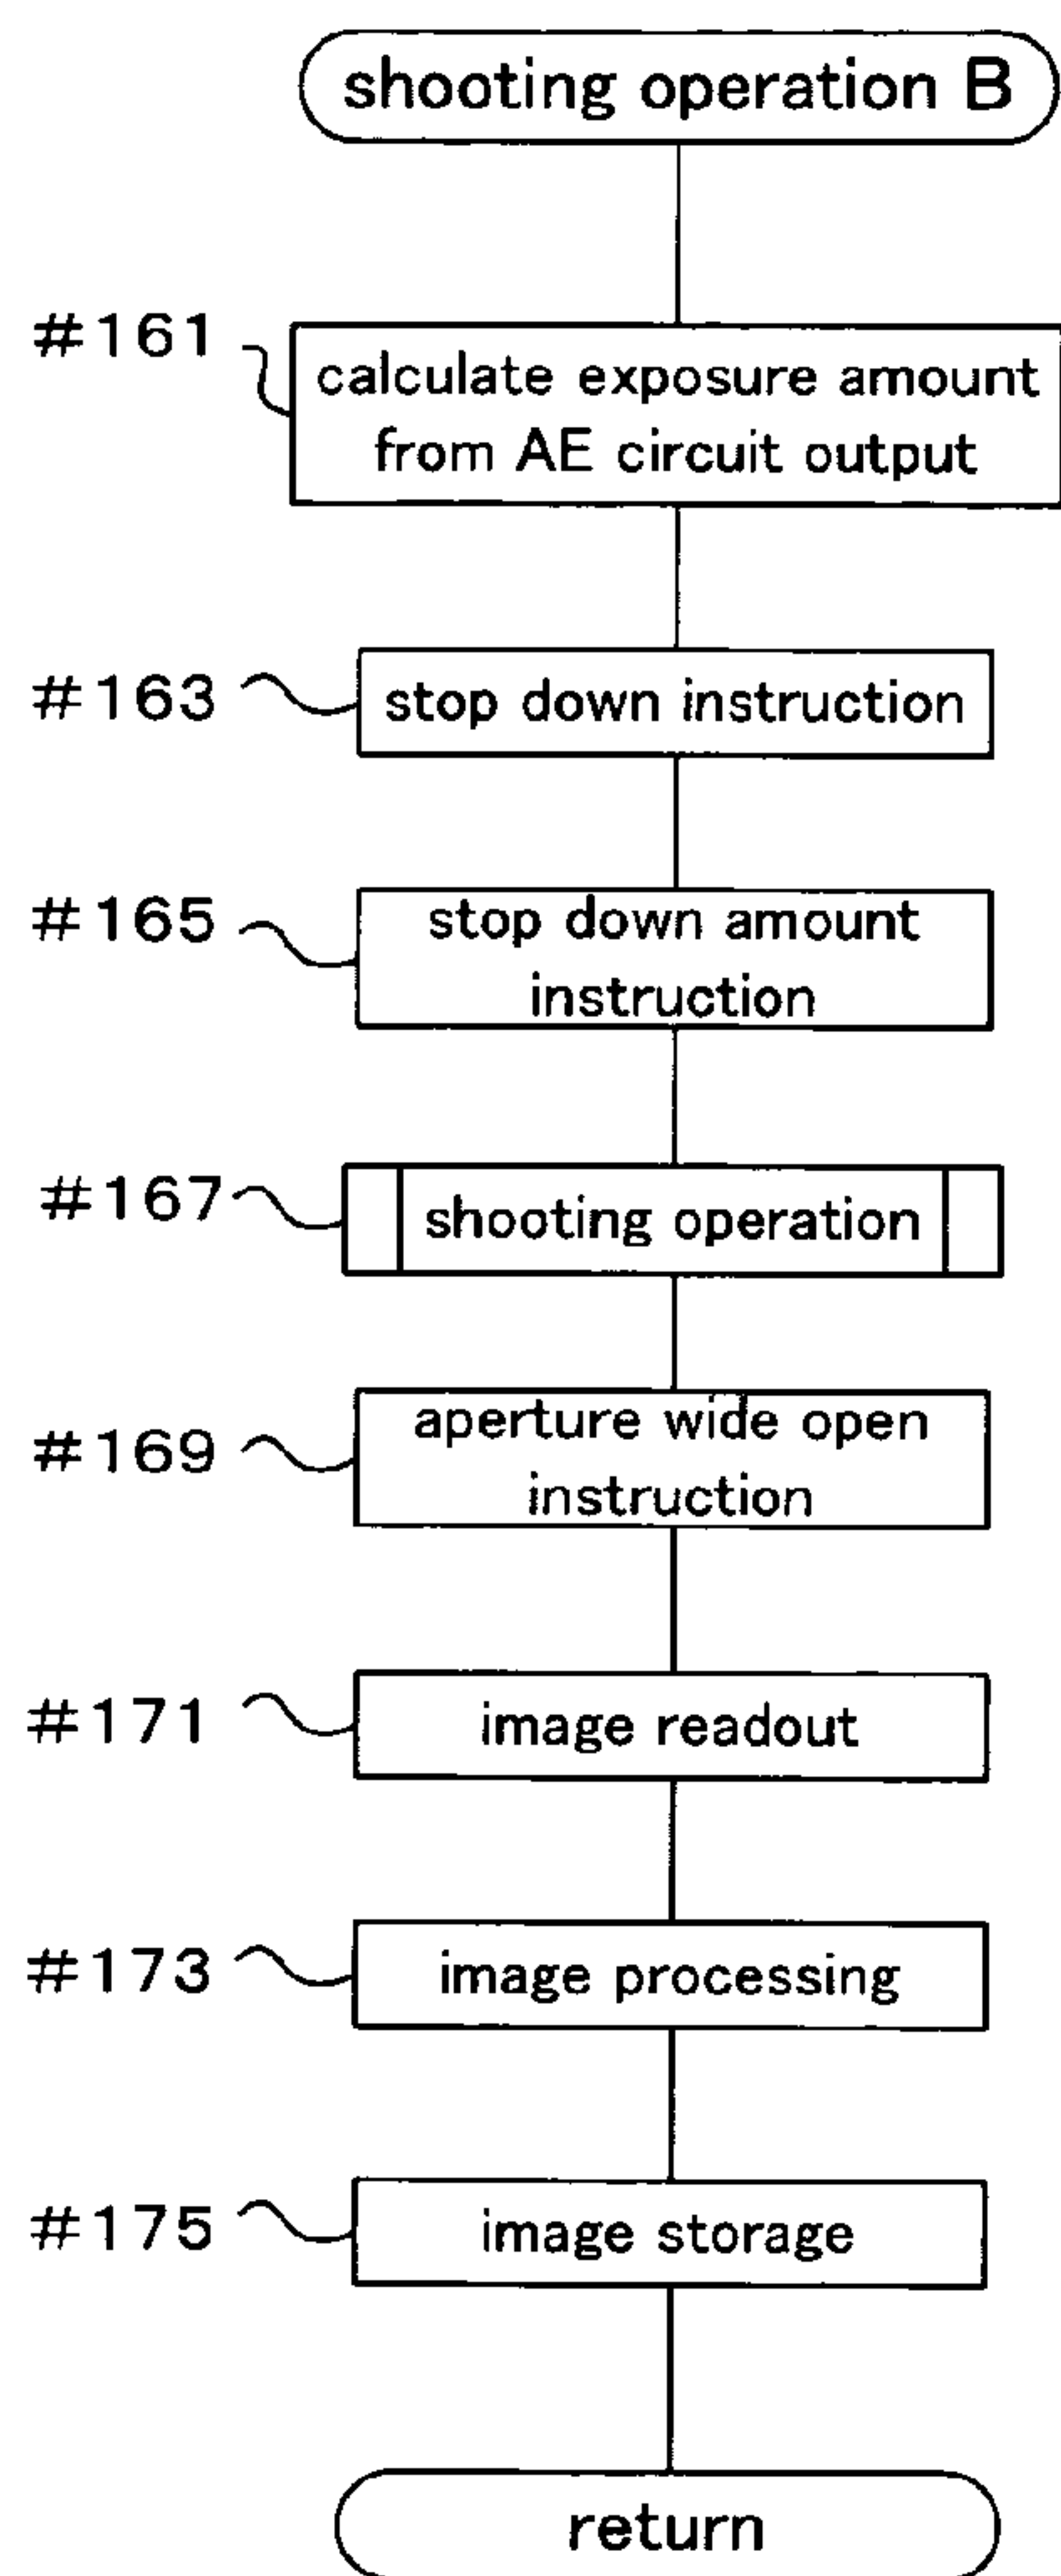 shooting operation B
#161
calculate exposure amount
from AE circuit output
#163
stop down instruction
#165
stop down amount
instruction
#167
shooting operation
#169
aperture wide open
instruction
#171
image readout
#173
image processing
#175
image storage
return